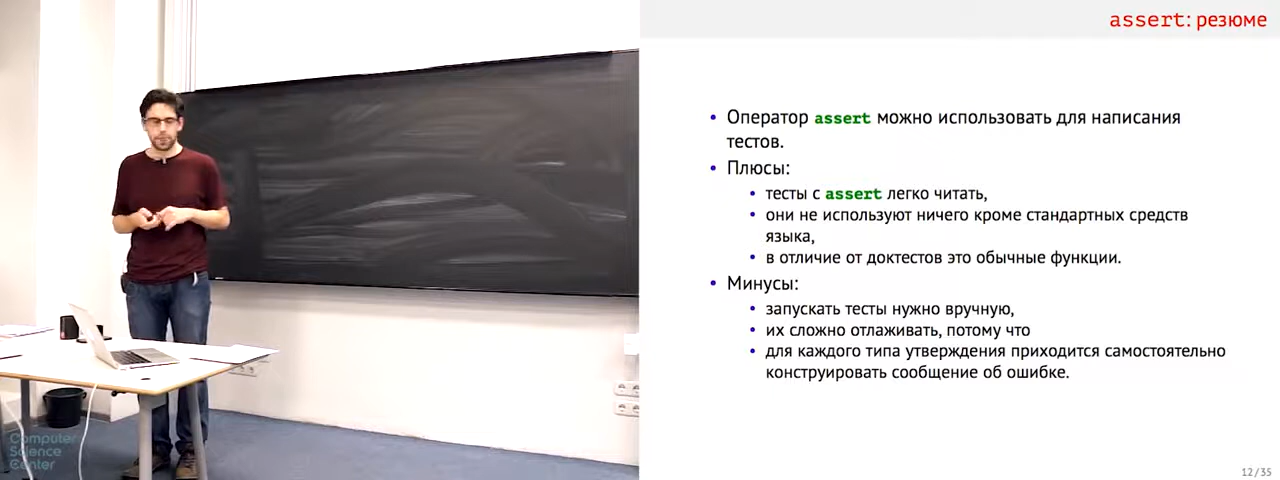 assert: резюме
• Оператор assert можно использовать для написания
тестов.
• Плюсы:
• тесты с assert легко читать,
• они не используют ничего кроме стандартных средств
языка,
• в отличие от доктестов это обычные функции.
• Минусы:
• запускать тесты нужно вручную,
• их сложно отлаживать, потому что
• для каждого типа утверждения приходится самостоятельно
конструировать сообщение об ошибке.
12/35
Computer
Science
Center